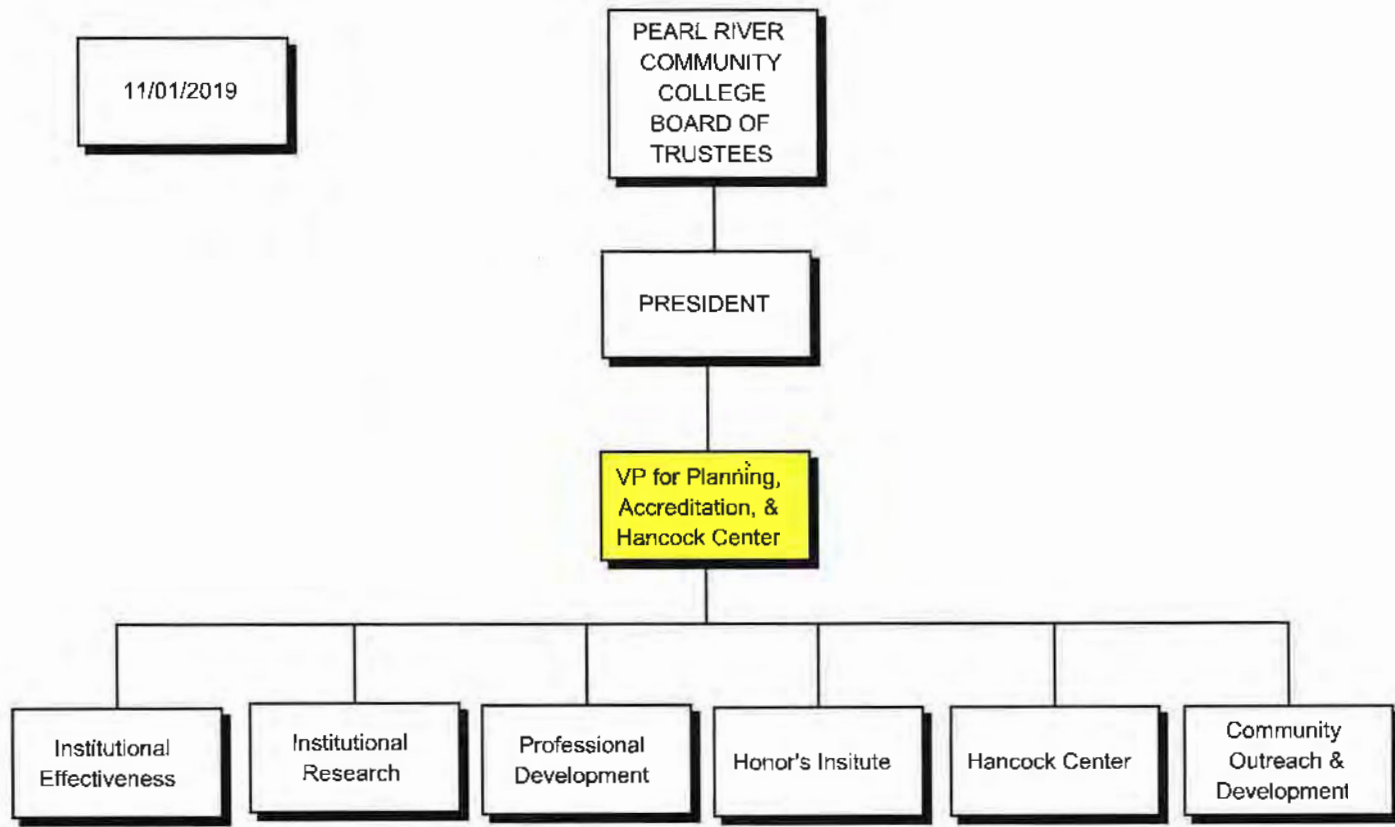 11/01/2019
PEARL RIVER
COMMUNITY
COLLEGE
BOARD OF
TRUSTEES
PRESIDENT
VP for Planning,
Accreditation, &
Hancock Center
Institutional
Effectiveness
Institutional
Research
Professional
Development
Honor's Insitute
Hancock Center
Community
Outreach &
Development